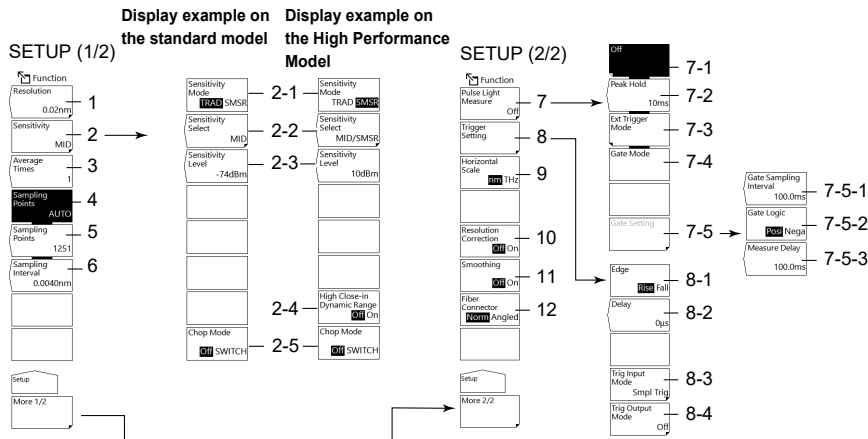 SETUP (1/2)
Function
Resolution
0.02nm
1
Sensitivity
MID
2
Average
Times
1
3
Sampling
Points
AUTO
4
Sampling
Points
1251
5
Sampling
Interval
0.0040nm
6
Setup
More 1/2
Display example on
the standard model
Display example on
the High Performance
Model
Sensitivity
Mode
TRAD SMSR
2-1
Sensitivity
Mode
TRAD SMSR
Sensitivity
Select
MID
2-2
Sensitivity
Select
MID/SMSR
Sensitivity
Level
-74dBm
2-3
Sensitivity
Level
10dBm
2-4
High Close-in
Dynamic Range
Off On
Chop Mode
Off SWITCH
2-5
Chop Mode
Off SWITCH
SETUP (2/2)
Function
Pulse Light
Measure
Off
7
Trigger
Setting
8
Horizontal
Scale
nm THz
9
Resolution
Correction
Off On
10
Smoothing
Off On
11
Fiber
Connector
Norm Angled
12
Setup
More 2/2
Off
7-1
Peak Hold
10ms
7-2
Ext Trigger
Mode
7-3
Gate Mode
7-4
Gate Setting
7-5
Gate Sampling
Interval
100.0ms
7-5-1
Gate Logic
Posi Nega
7-5-2
Measure Delay
100.0ms
7-5-3
Edge
Rise Fall
8-1
Delay
0µs
8-2
Trig Input
Mode
Smpl Trig
8-3
Trig Output
Mode
Off
8-4